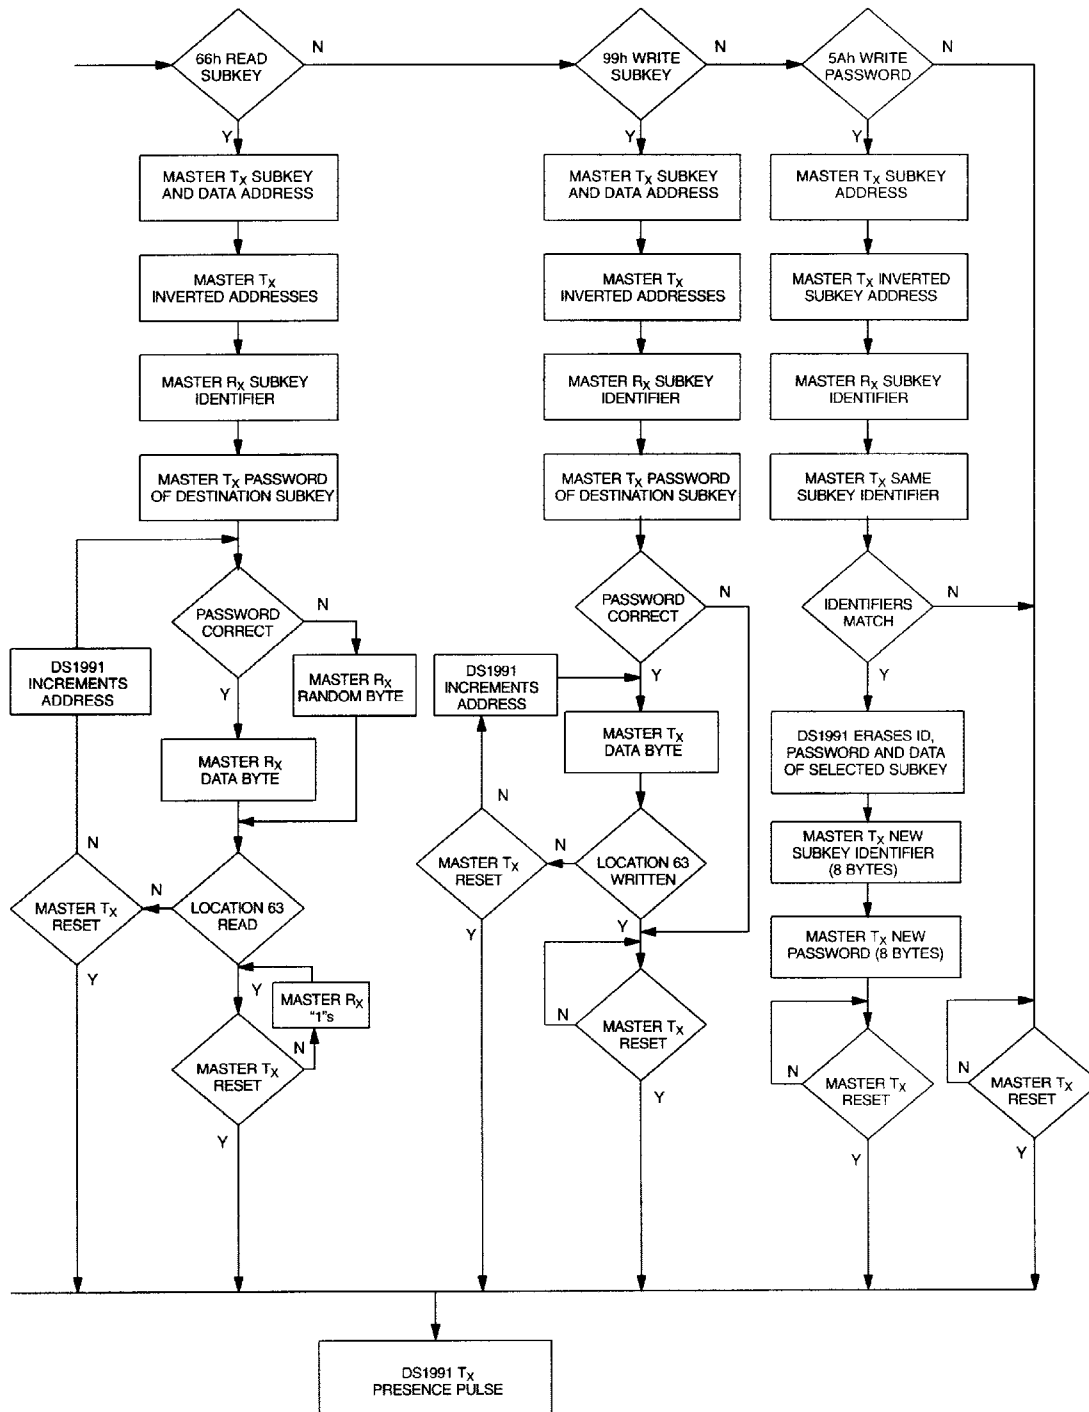 66h READ
SUBKEY
N
Y
MASTER TX SUBKEY
AND DATA ADDRESS
MASTER TX
INVERTED ADDRESSES
MASTER RX SUBKEY
IDENTIFIER
MASTER TX PASSWORD
OF DESTINATION SUBKEY
PASSWORD
CORRECT
N
Y
MASTER RX
RANDOM BYTE
DS1991
INCREMENTS
ADDRESS
MASTER RX
DATA BYTE
LOCATION 63
READ
N
MASTER TX
RESET
N
Y
Y
MASTER RX
"1"s
MASTER TX
RESET
N
Y
99h WRITE
SUBKEY
N
Y
MASTER TX SUBKEY
AND DATA ADDRESS
MASTER TX
INVERTED ADDRESSES
MASTER RX SUBKEY
IDENTIFIER
MASTER TX PASSWORD
OF DESTINATION SUBKEY
PASSWORD
CORRECT
N
Y
DS1991
INCREMENTS
ADDRESS
MASTER TX
DATA BYTE
LOCATION 63
WRITTEN
N
MASTER TX
RESET
N
Y
Y
MASTER TX
RESET
N
Y
5Ah WRITE
PASSWORD
N
Y
MASTER TX SUBKEY
ADDRESS
MASTER TX INVERTED
SUBKEY ADDRESS
MASTER RX SUBKEY
IDENTIFIER
MASTER TX SAME
SUBKEY IDENTIFIER
IDENTIFIERS
MATCH
N
Y
DS1991 ERASES ID,
PASSWORD AND DATA
OF SELECTED SUBKEY
MASTER TX NEW
SUBKEY IDENTIFIER
(8 BYTES)
MASTER TX NEW
PASSWORD (8 BYTES)
MASTER TX
RESET
N
Y
MASTER TX
RESET
N
Y
DS1991 TX
PRESENCE PULSE